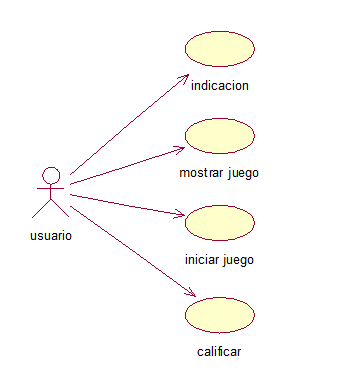 indicacion
mostrar juego
usuario
iniciar juego
calificar